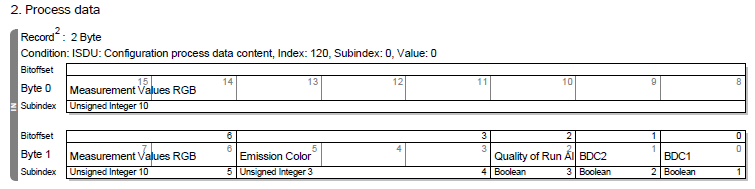 2. Process data
Record2 : 2 Byte
Condition: ISDU: Configuration process data content, Index: 120, Subindex: 0, Value: 0
Bitoffset
Byte 0 Measurement Values RGB 15 14 13 12 11 10 9 8
IN Subindex Unsigned Integer 10
Bitoffset 6 3 2 1 0
Byte 1 Measurement Values RGB 7 6 Emission Color 5 4 3 Quality of Run Al 2 BDC2 1 BDC1 0
Subindex Unsigned Integer 10 5 Unsigned Integer 3 4 Boolean 3 Boolean 2 Boolean 1